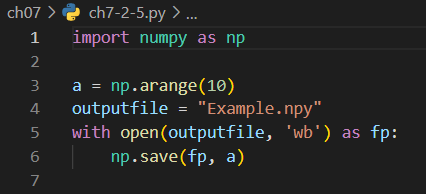 ch07 > ch7-2-5.py > ...
1 import numpy as np
2
3 a = np.arange(10)
4 outputfile = "Example.npy"
5 with open(outputfile, 'wb') as fp:
6     np.save(fp, a)
7